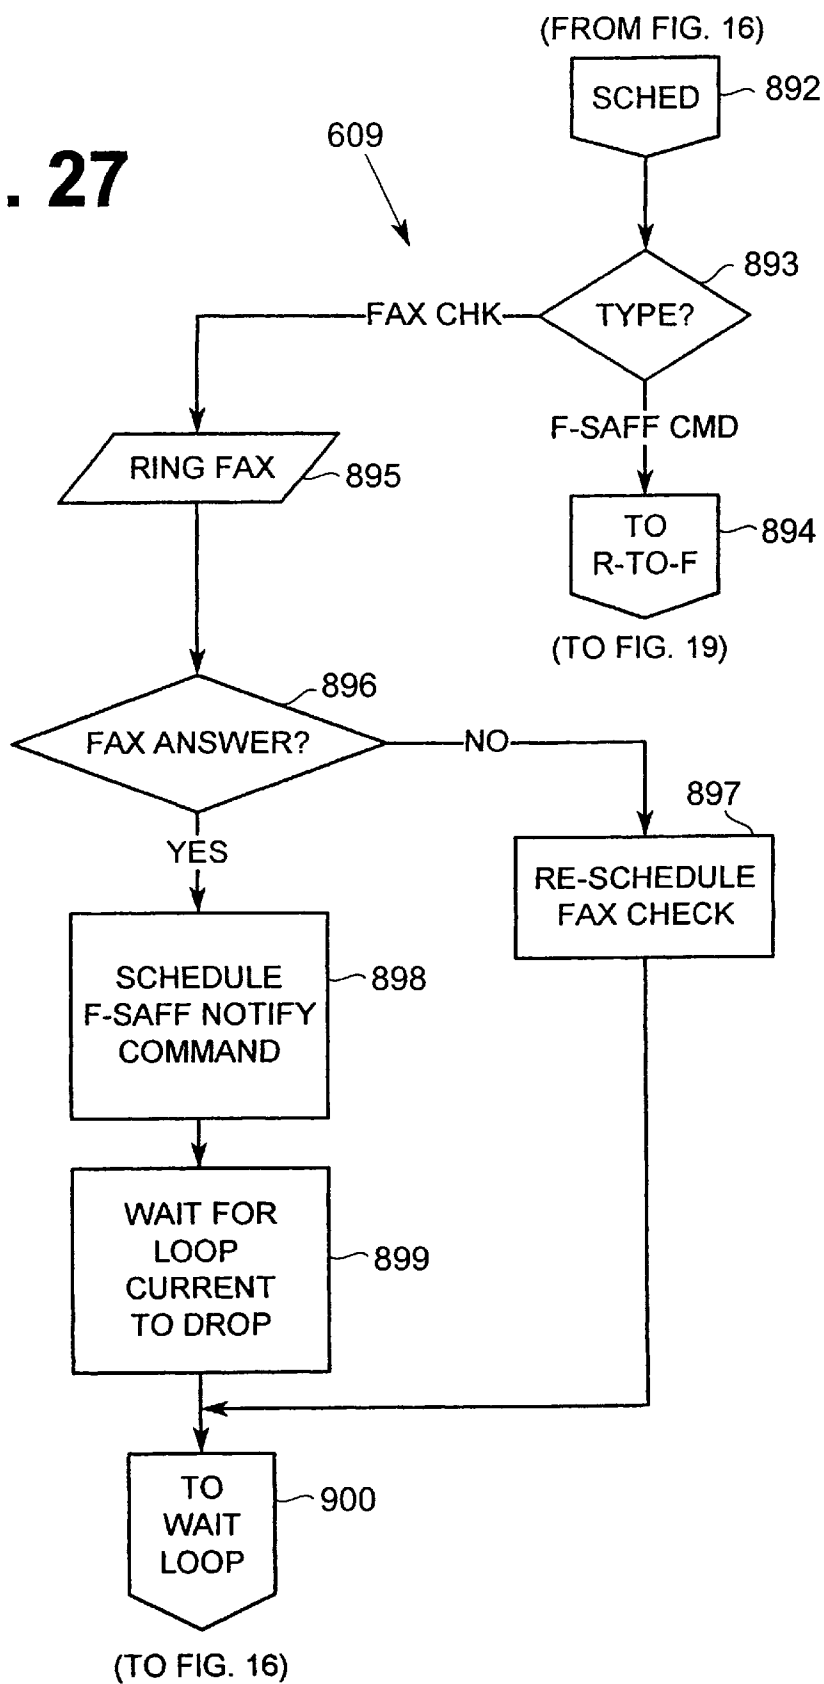 (FROM FIG. 16)
SCHED
892
609
. 27
893
TYPE?
FAX CHK
F-SAFF CMD
RING FAX
895
TO
R-TO-F
894
(TO FIG. 19)
896
FAX ANSWER?
NO
YES
897
RE-SCHEDULE
FAX CHECK
SCHEDULE
F-SAFF NOTIFY
COMMAND
898
WAIT FOR
LOOP
CURRENT
TO DROP
899
TO
WAIT
LOOP
900
(TO FIG. 16)